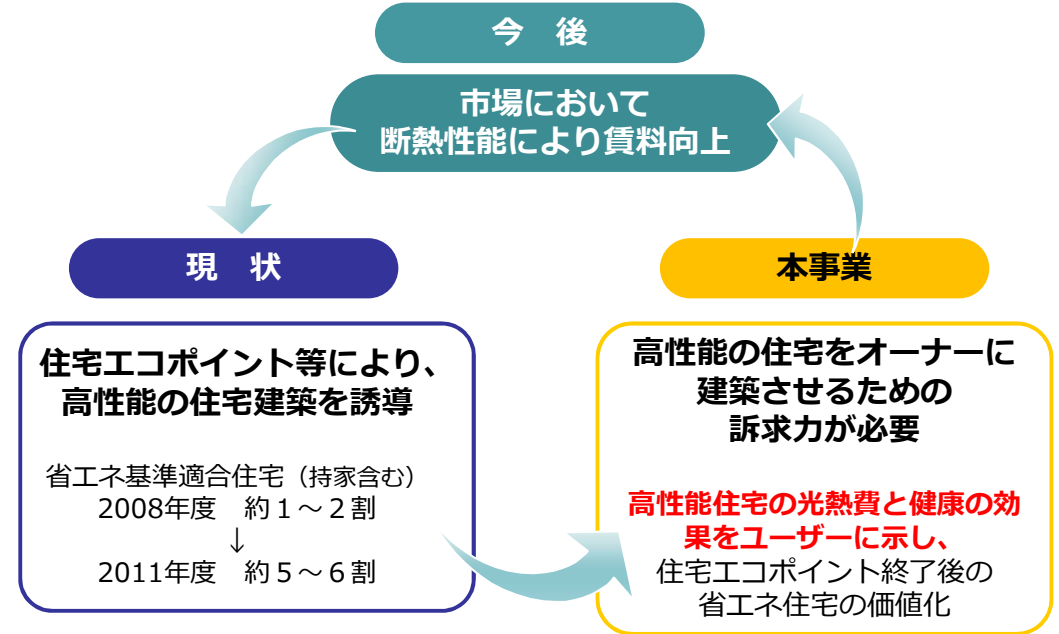 今　後
市場において
断熱性能により賃料向上
現　状
住宅エコポイント等により、
高性能の住宅建築を誘導
省エネ基準適合住宅（持家含む）
2008年度　約１～２割
↓
2011年度　約５～６割
本事業
高性能の住宅をオーナーに
建築させるための
訴求力が必要
高性能住宅の光熱費と健康の効
果をユーザーに示し、
住宅エコポイント終了後の
省エネ住宅の価値化